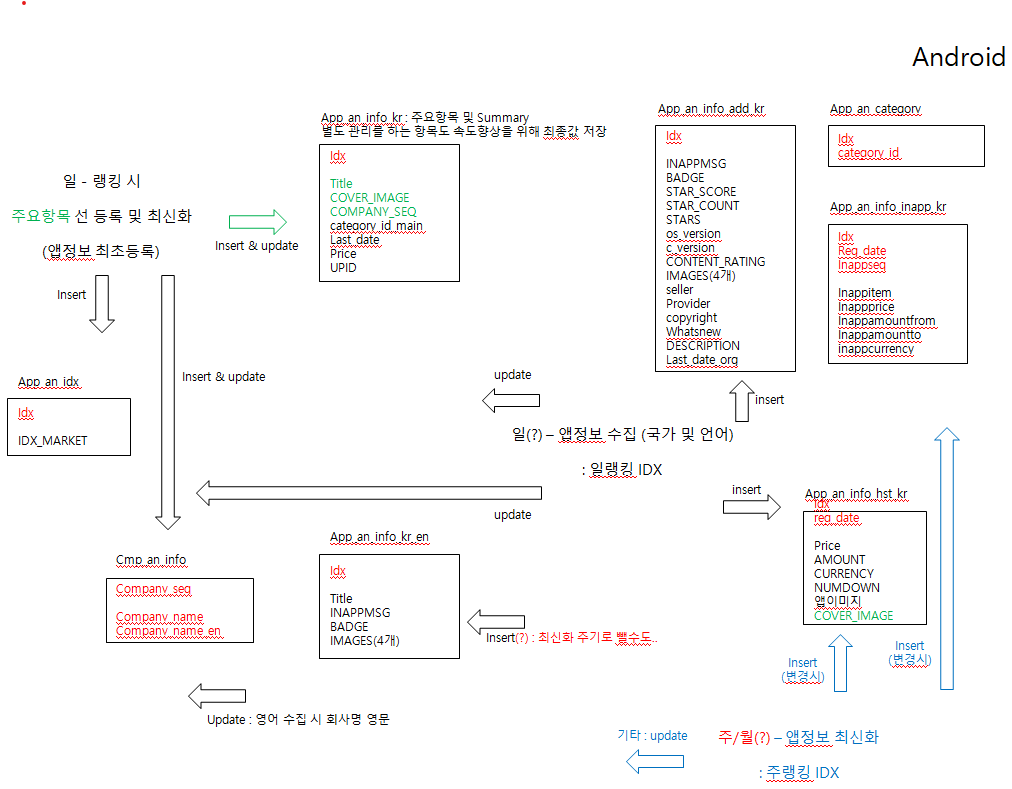 Android
App_an_info_kr : 주요항목 및 Summary
별도 관리를 하는 항목도 속도향상을 위해 최종값 저장
Idx
Title
COVER_IMAGE
COMPANY_SEQ
category_id_main
Last_date
Price
UPID
일 - 랭킹 시
주요항목 선 등록 및 최신화
(앱정보 최초등록)
Insert & update
Insert
Insert & update
App_an_idx
Idx
IDX_MARKET
App_an_info_add_kr
Idx
INAPPMSG
BADGE
STAR_SCORE
STAR_COUNT
STARS
os_version
c_version
CONTENT_RATING
IMAGES(4개)
seller
Provider
copyright
Whatsnew
DESCRIPTION
Last_date_org
App_an_category
Idx
category_id
App_an_info_inapp_kr
Idx
Reg_date
Inappseq
Inappitem
Inappprice
Inappamountfrom
Inappamountto
inappcurrency
update
insert
일(?) – 앱정보 수집 (국가 및 언어)
: 일랭킹 IDX
update
insert
App_an_info_hst_kr
Idx
reg_date
Price
AMOUNT
CURRENCY
NUMDOWN
앱이미지
COVER_IMAGE
Cmp_an_info
Company_seq
Company_name
Company_name_en
App_an_info_kr_en
Idx
Title
INAPPMSG
BADGE
IMAGES(4개)
Insert(?) : 최신화 주기로 뺄수도..
Update : 영어 수집 시 회사명 영문
Insert
(변경시)
Insert
(변경시)
기타 : update
주/월(?) – 앱정보 최신화
: 주랭킹 IDX